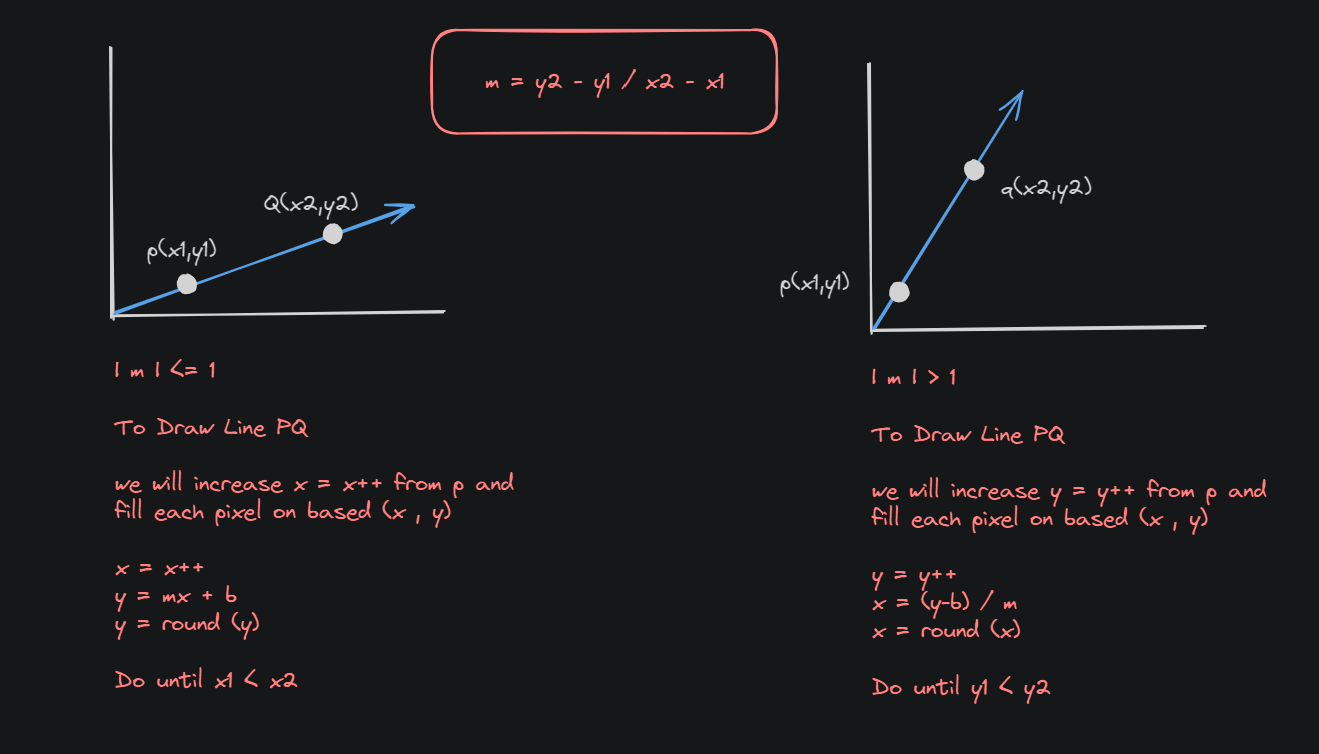 m = y2 - y1 / x2 - x1
Q(x2,y2)
p(x1,y1)
| m | <= 1
To Draw Line PQ
we will increase x = x++ from p and
fill each pixel on based (x , y)
x = x++
y = mx + b
y = round (y)
Do until x1 < x2
q(x2,y2)
p(x1,y1)
| m | > 1
To Draw Line PQ
we will increase y = y++ from p and
fill each pixel on based (x , y)
y = y++
x = (y-b) / m
x = round (x)
Do until y1 < y2